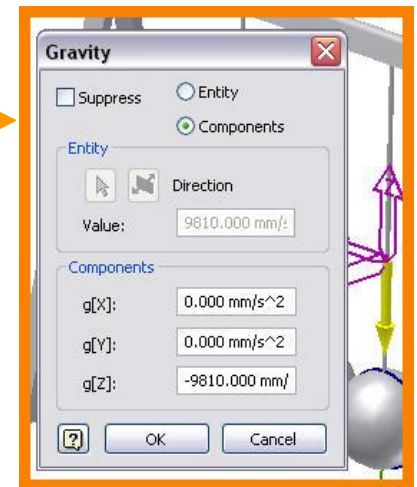 Gravity
Suppress
Entity
Components
Entity
Direction
Value: 9810.000 mm/s
Components
g[X]: 0.000 mm/s^2
g[Y]: 0.000 mm/s^2
g[Z]: -9810.000 mm/
? OK Cancel